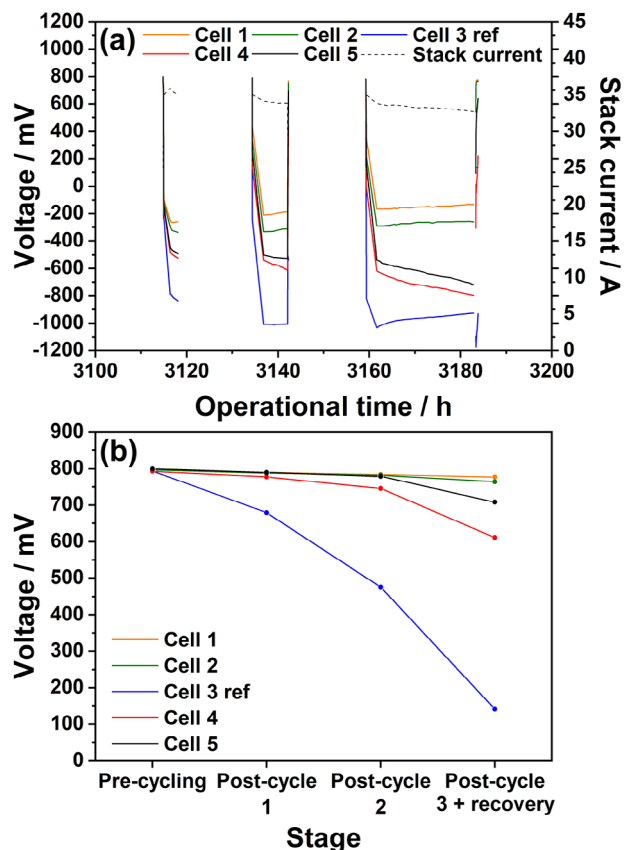 (a)
Cell 1 Cell 2 Cell 3 ref
Cell 4 Cell 5 Stack current
1200
1000
800
600
400
200
0
-200
-400
-600
-800
-1000
-1200
Voltage / mV
45
40
35
30
25
20
15
10
5
0
Stack current / A
3100 3120 3140 3160 3180 3200
Operational time / h
(b)
900
800
700
600
500
400
300
200
100
0
Voltage / mV
Cell 1
Cell 2
Cell 3 ref
Cell 4
Cell 5
Pre-cycling Post-cycle Post-cycle Post-cycle
1 2 3 + recovery
Stage